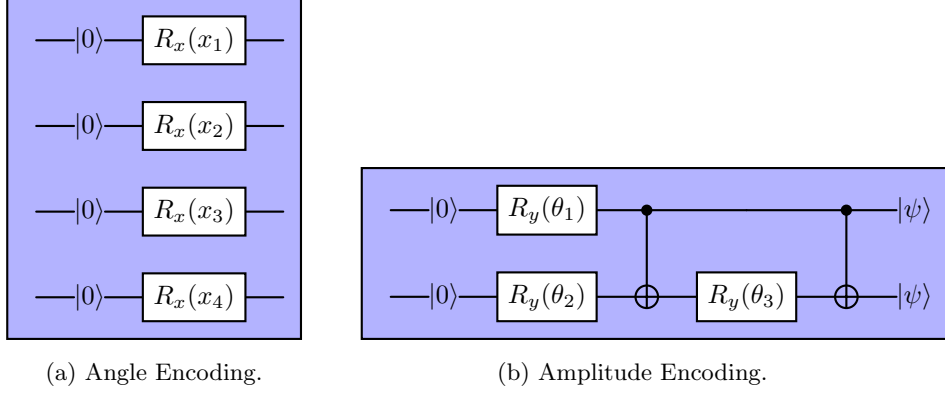 |0⟩ R_x(x_1)
|0⟩ R_x(x_2)
|0⟩ R_x(x_3)
|0⟩ R_x(x_4)
(a) Angle Encoding.
|0⟩ R_y(θ_1) |ψ⟩
|0⟩ R_y(θ_2) R_y(θ_3) |ψ⟩
(b) Amplitude Encoding.